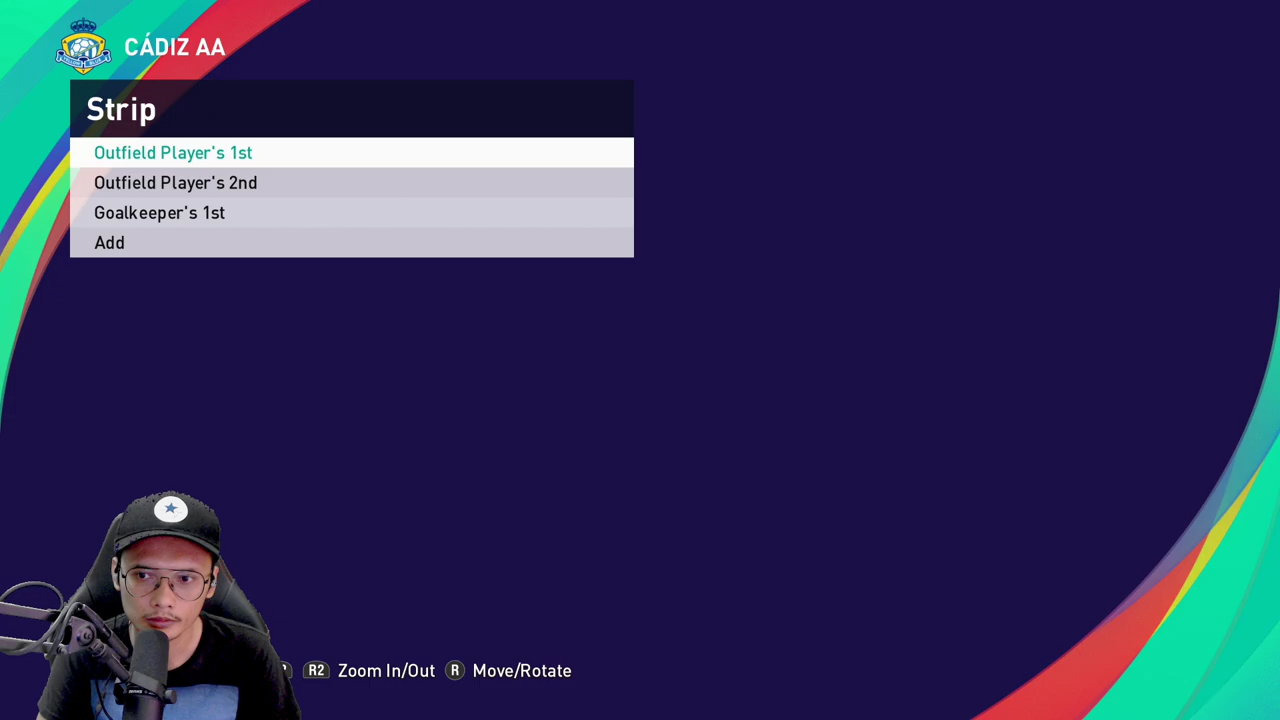 CÁDIZ AA
Strip
Outfield Player's 1st
Outfield Player's 2nd
Goalkeeper's 1st
Add
R2 Zoom In/Out R Move/Rotate